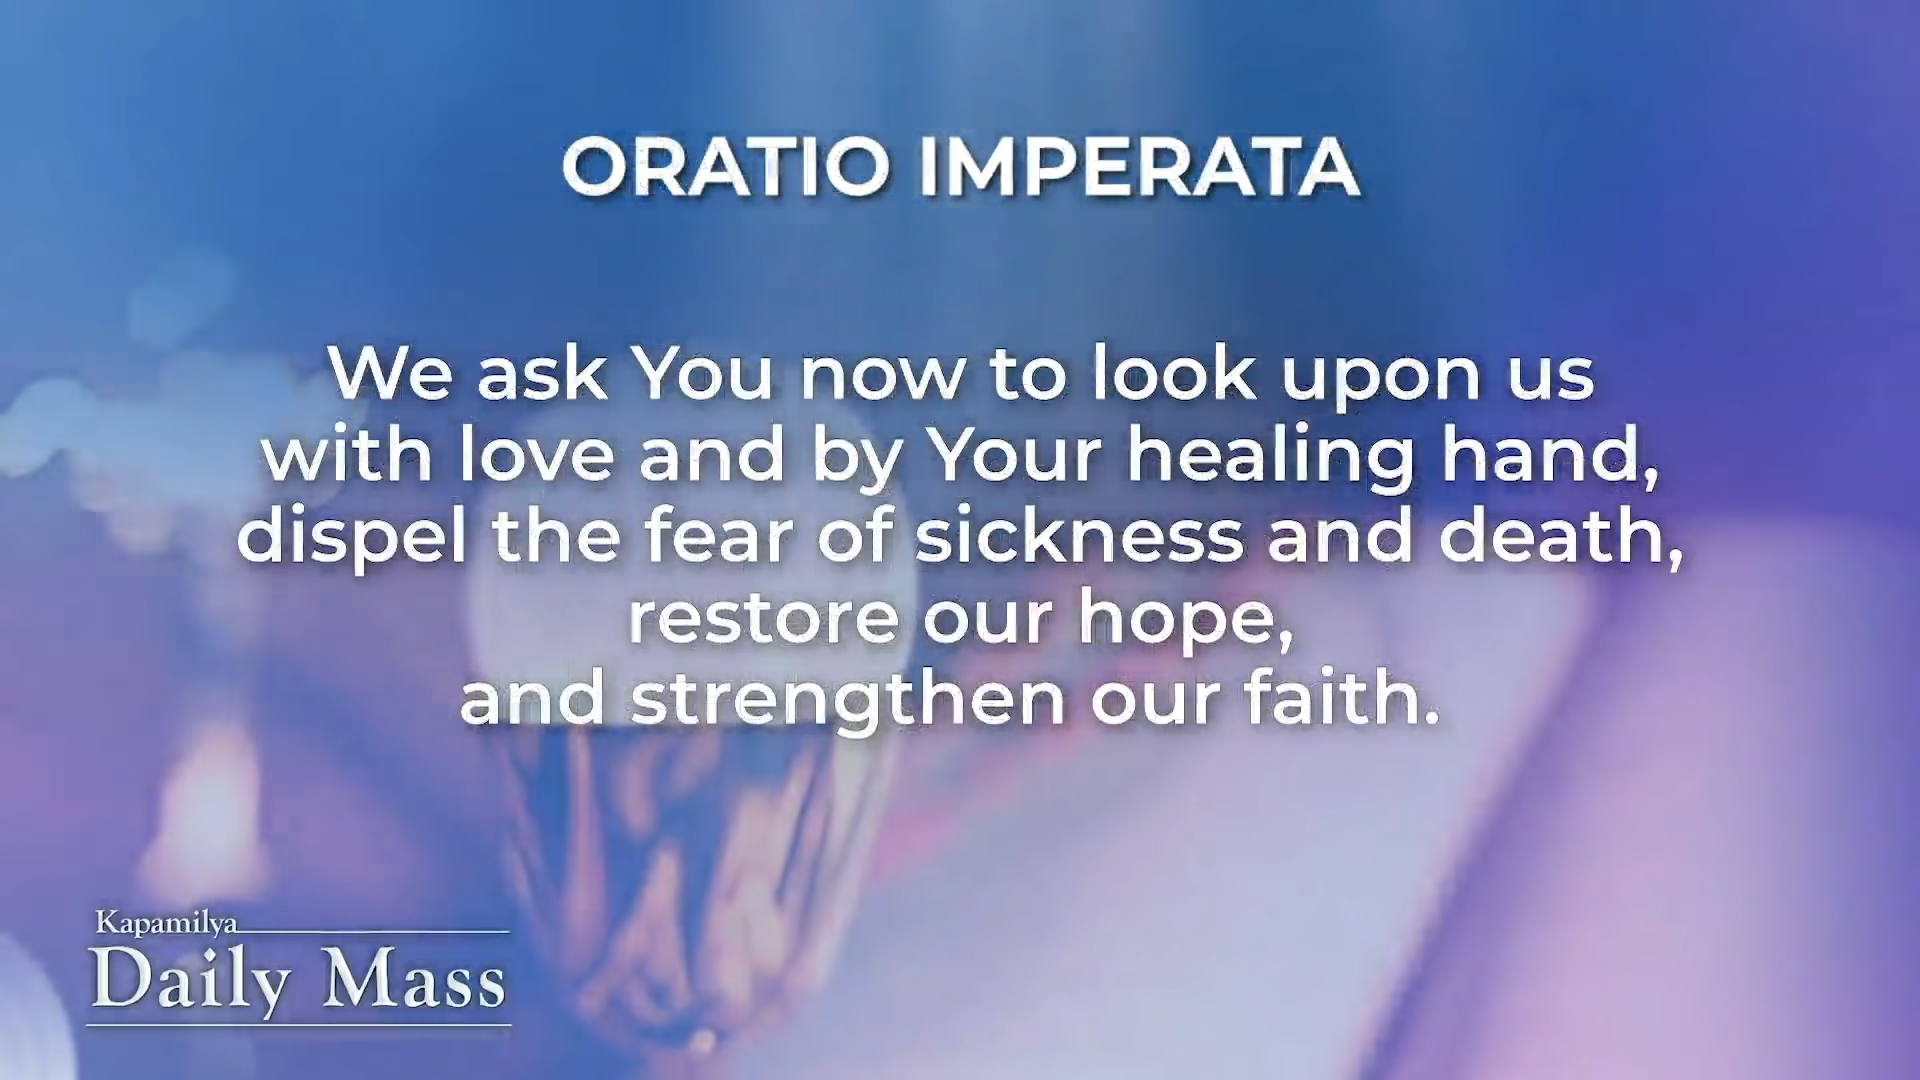 ORATIO IMPERATA
We ask You now to look upon us
with love and by Your healing hand,
dispel the fear of sickness and death,
restore our hope,
and strengthen our faith.
Kapamilya
Daily Mass